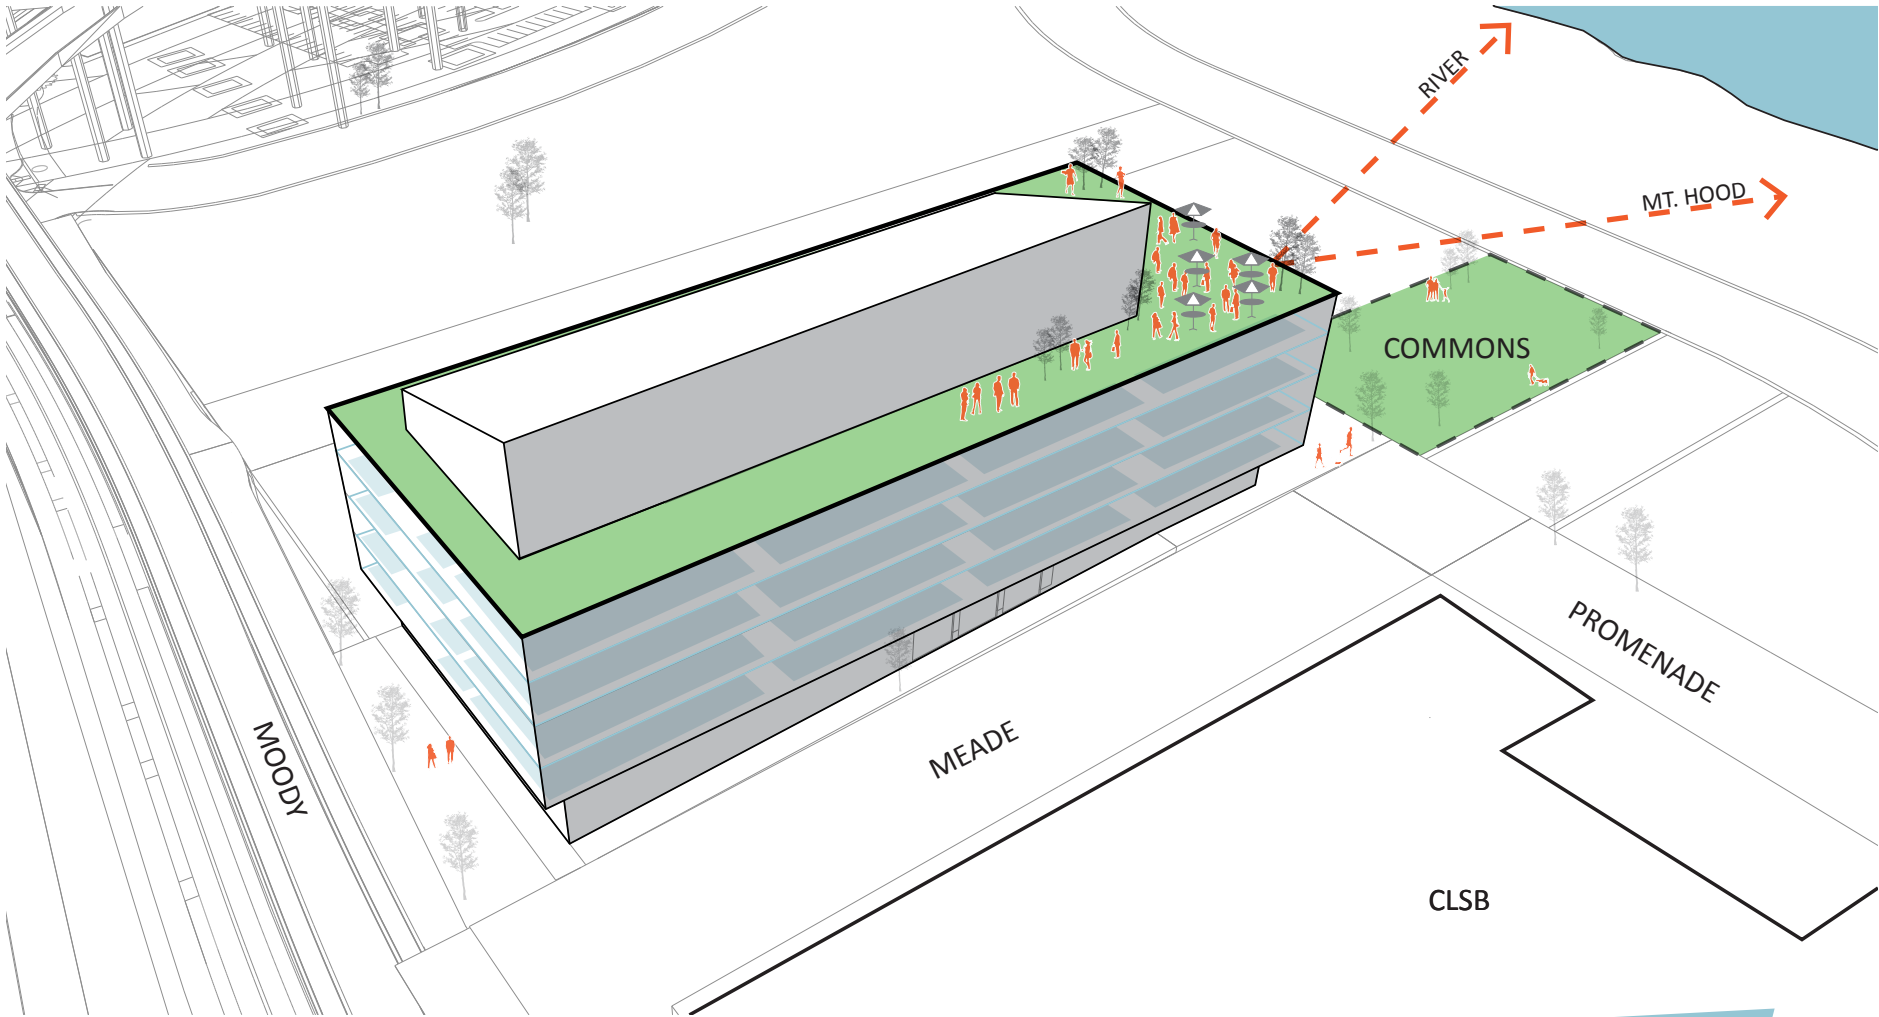 RIVER
MT. HOOD
COMMONS
PROMENADE
MEADE
MOODY
CLSB